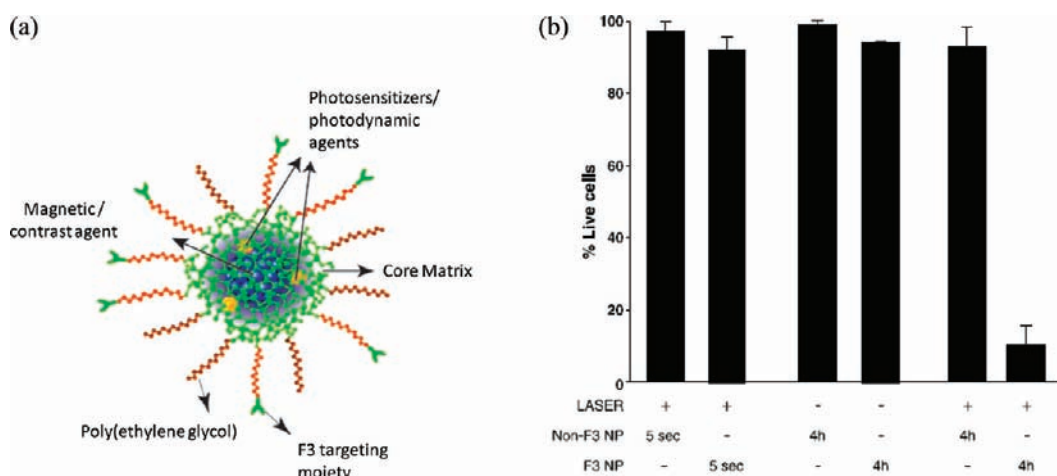 (a)
Photosensitizers/
photodynamic
agents
Magnetic/
contrast agent
Core Matrix
Poly(ethylene glycol)
F3 targeting
moiety
(b)
% Live cells
100
80
60
40
20
0
LASER + + - - + +
Non-F3 NP 5 sec - 4h - 4h -
F3 NP - 5 sec - 4h - 4h